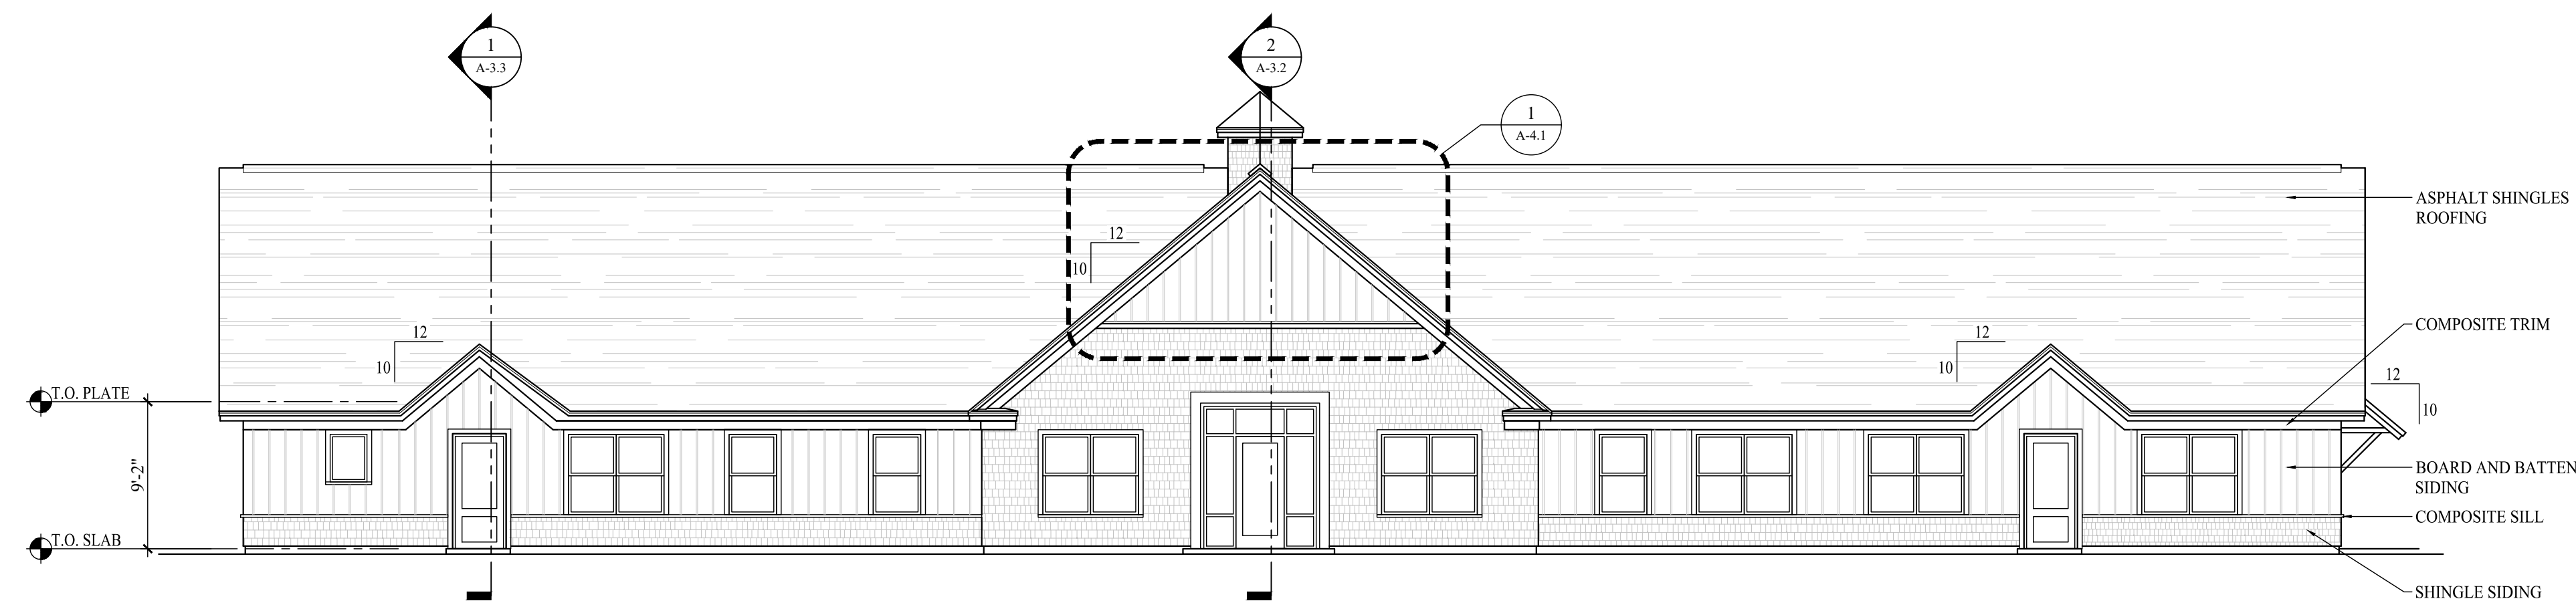 1
A-3.3
2
A-3.2
1
A-4.1
ASPHALT SHINGLES
ROOFING
12
10
12
10
12
10
COMPOSITE TRIM
12
10
T.O. PLATE
9'-2"
BOARD AND BATTEN
SIDING
COMPOSITE SILL
T.O. SLAB
SHINGLE SIDING